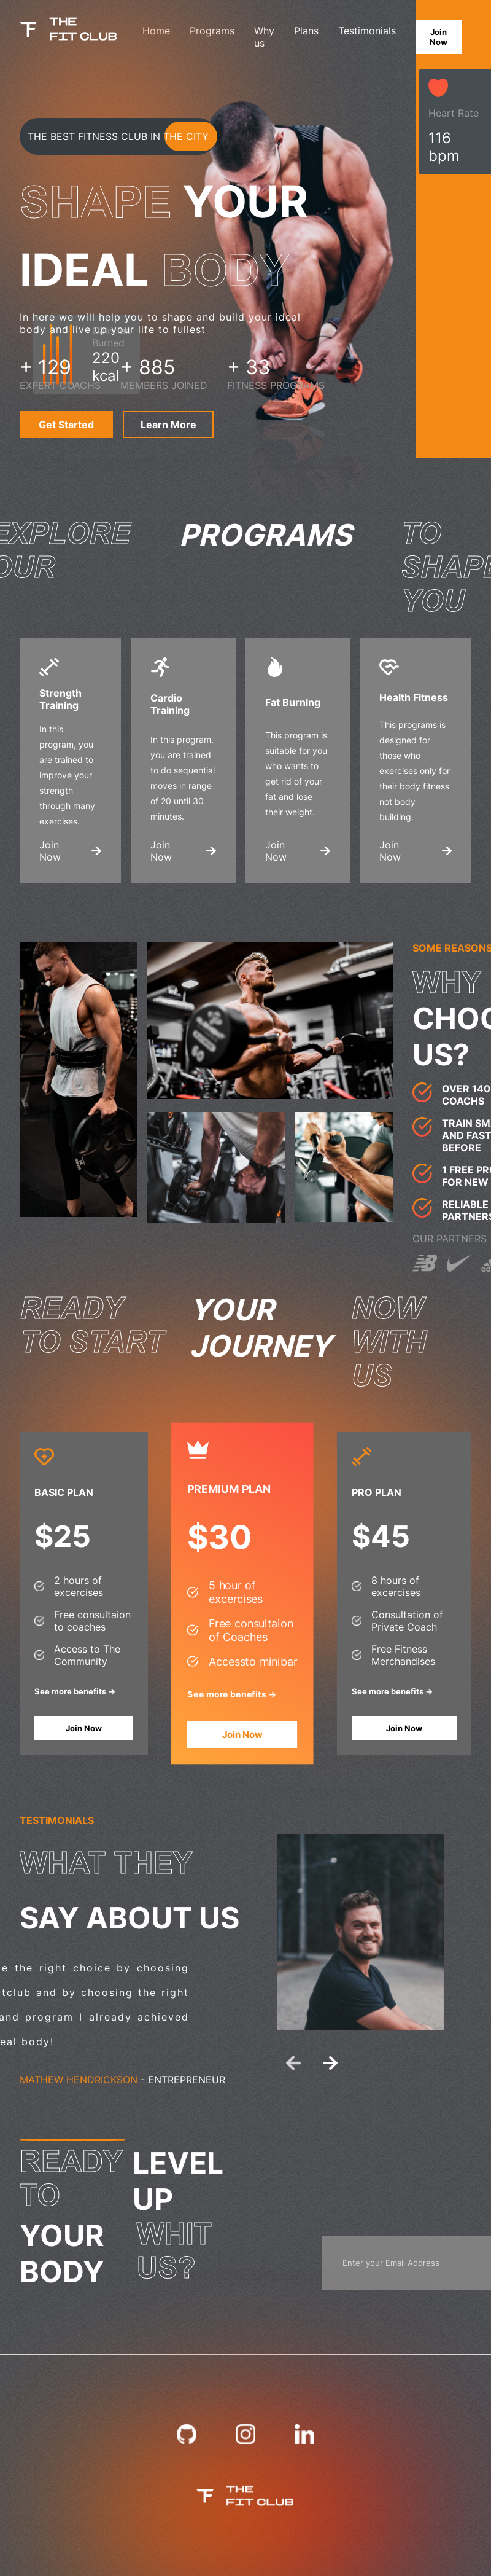 THE
FIT CLUB
Home
Programs
Why
us
Plans
Testimonials
Join
Now
Heart Rate
116
bpm
THE BEST FITNESS CLUB IN THE CITY
SHAPE YOUR
IDEAL BODY
In here we will help you to shape and build your ideal
body and live up your life to fullest
Burned
220
kcal
+ 129
EXPERT COACHS
+ 885
MEMBERS JOINED
+ 33
FITNESS PROGRAMS
Get Started
Learn More
EXPLORE
OUR
PROGRAMS
TO
SHAPE
YOU
Strength
Training
In this
program, you
are trained to
improve your
strength
through many
exercises.
Join
Now
Cardio
Training
In this program,
you are trained
to do sequential
moves in range
of 20 until 30
minutes.
Join
Now
Fat Burning
This program is
suitable for you
who wants to
get rid of your
fat and lose
their weight.
Join
Now
Health Fitness
This programs is
designed for
those who
exercises only for
their body fitness
not body
building.
Join
Now
SOME REASONS
WHY
CHOO
US?
OVER 140
COACHS
TRAIN SM
AND FAST
BEFORE
1 FREE PRO
FOR NEW
RELIABLE
PARTNERS
OUR PARTNERS
READY
TO START
YOUR
JOURNEY
NOW
WITH
US
BASIC PLAN
$25
2 hours of
excercises
Free consultaion
to coaches
Access to The
Community
See more benefits →
Join Now
PREMIUM PLAN
$30
5 hour of
excercises
Free consultaion
of Coaches
Accessto minibar
See more benefits →
Join Now
PRO PLAN
$45
8 hours of
excercises
Consultation of
Private Coach
Free Fitness
Merchandises
See more benefits →
Join Now
TESTIMONIALS
WHAT THEY
SAY ABOUT US
e the right choice by choosing
tclub and by choosing the right
and program I already achieved
eal body!
MATHEW HENDRICKSON - ENTREPRENEUR
READY
TO
LEVEL
UP
YOUR
BODY
WHIT
US?
Enter your Email Address
THE
FIT CLUB